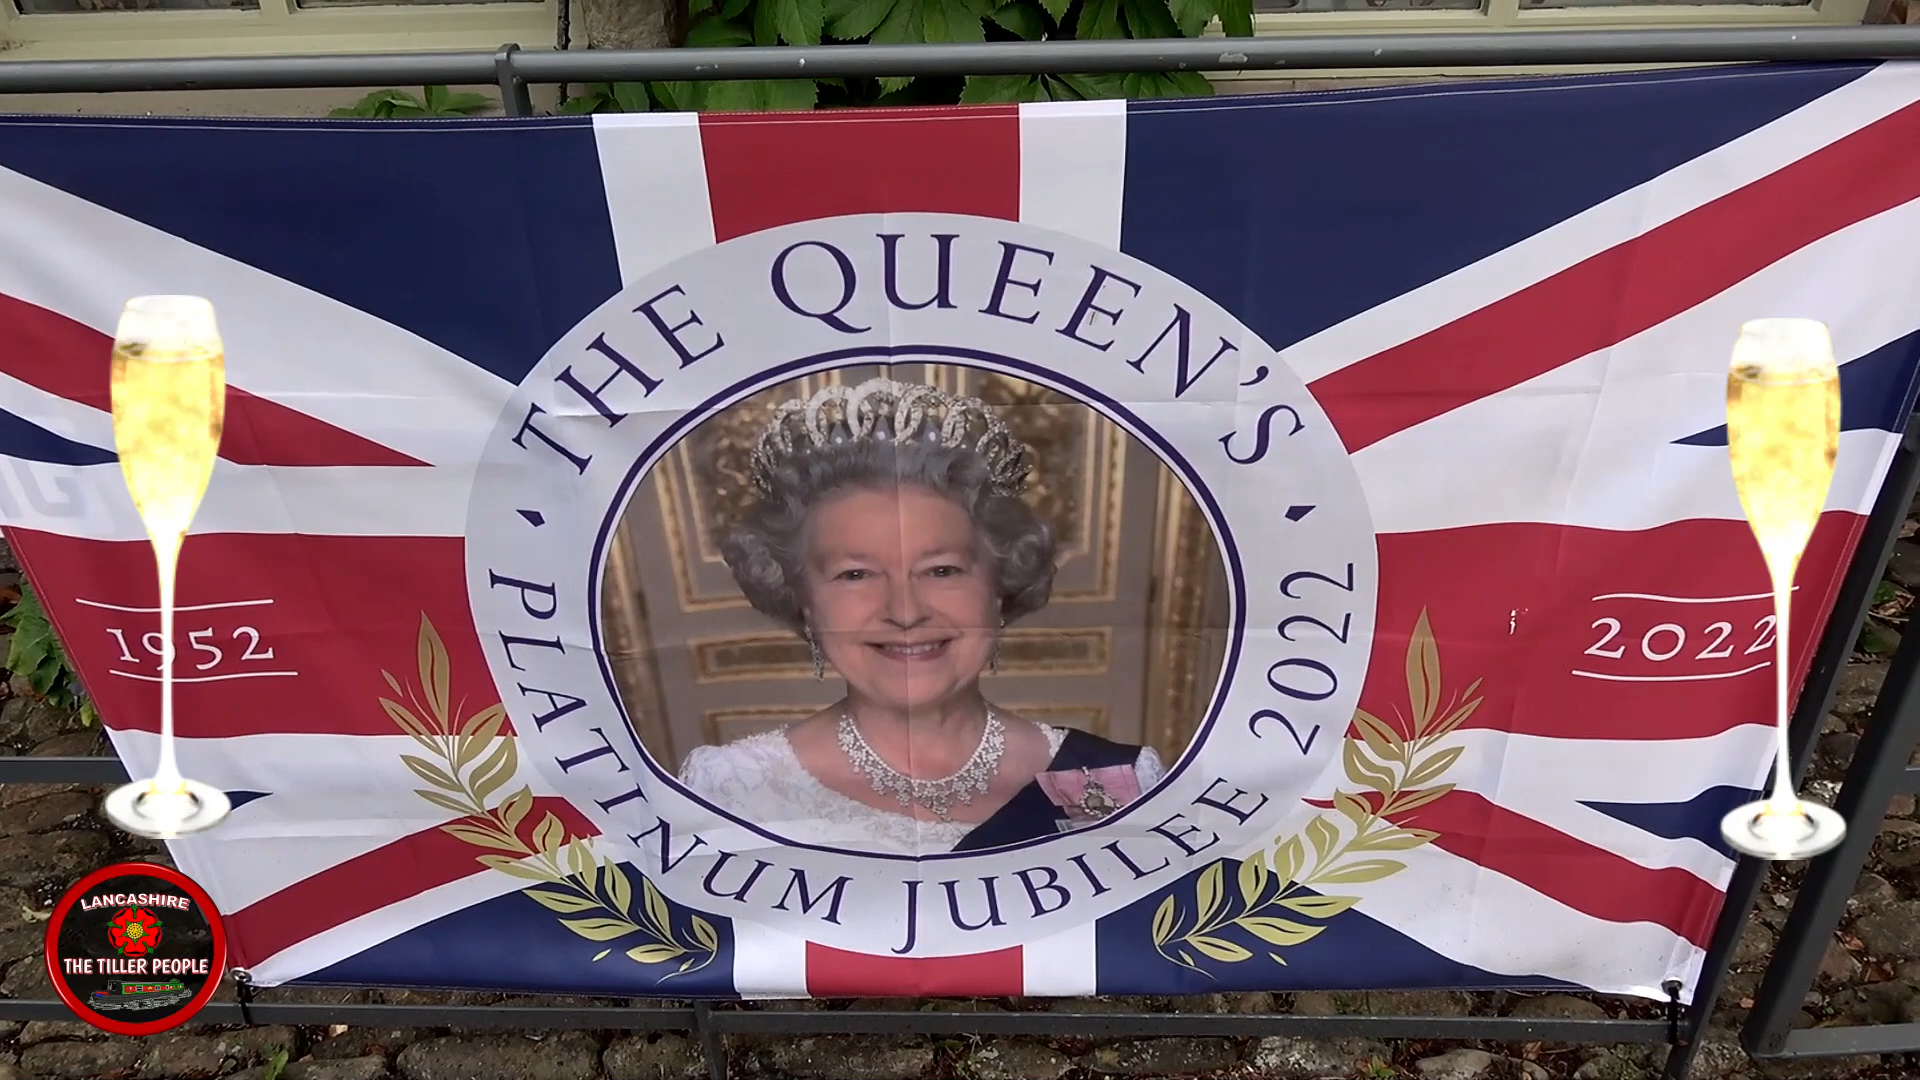 THE QUEEN'S
PLATINUM JUBILEE 2022
1952
2022
LANCASHIRE
THE TILLER PEOPLE